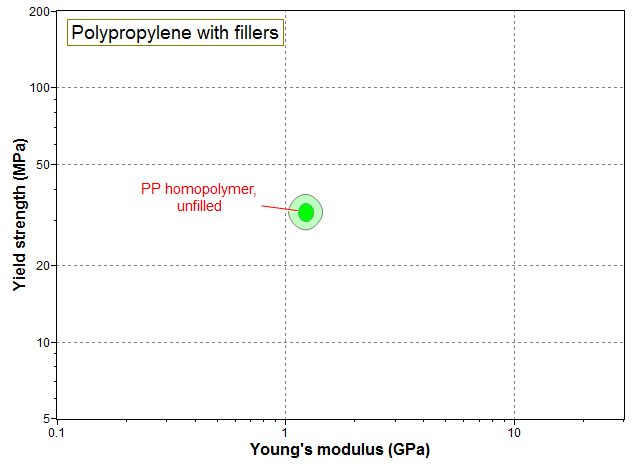 Polypropylene with fillers
200
100
50
20
10
5
Yield strength (MPa)
PP homopolymer,
unfilled
0.1
1
10
Young's modulus (GPa)